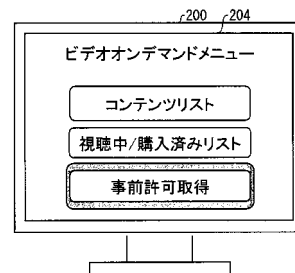 200 204
ビデオオンデマンドメニュー
コンテンツリスト
視聴中/購入済みリスト
事前許可取得